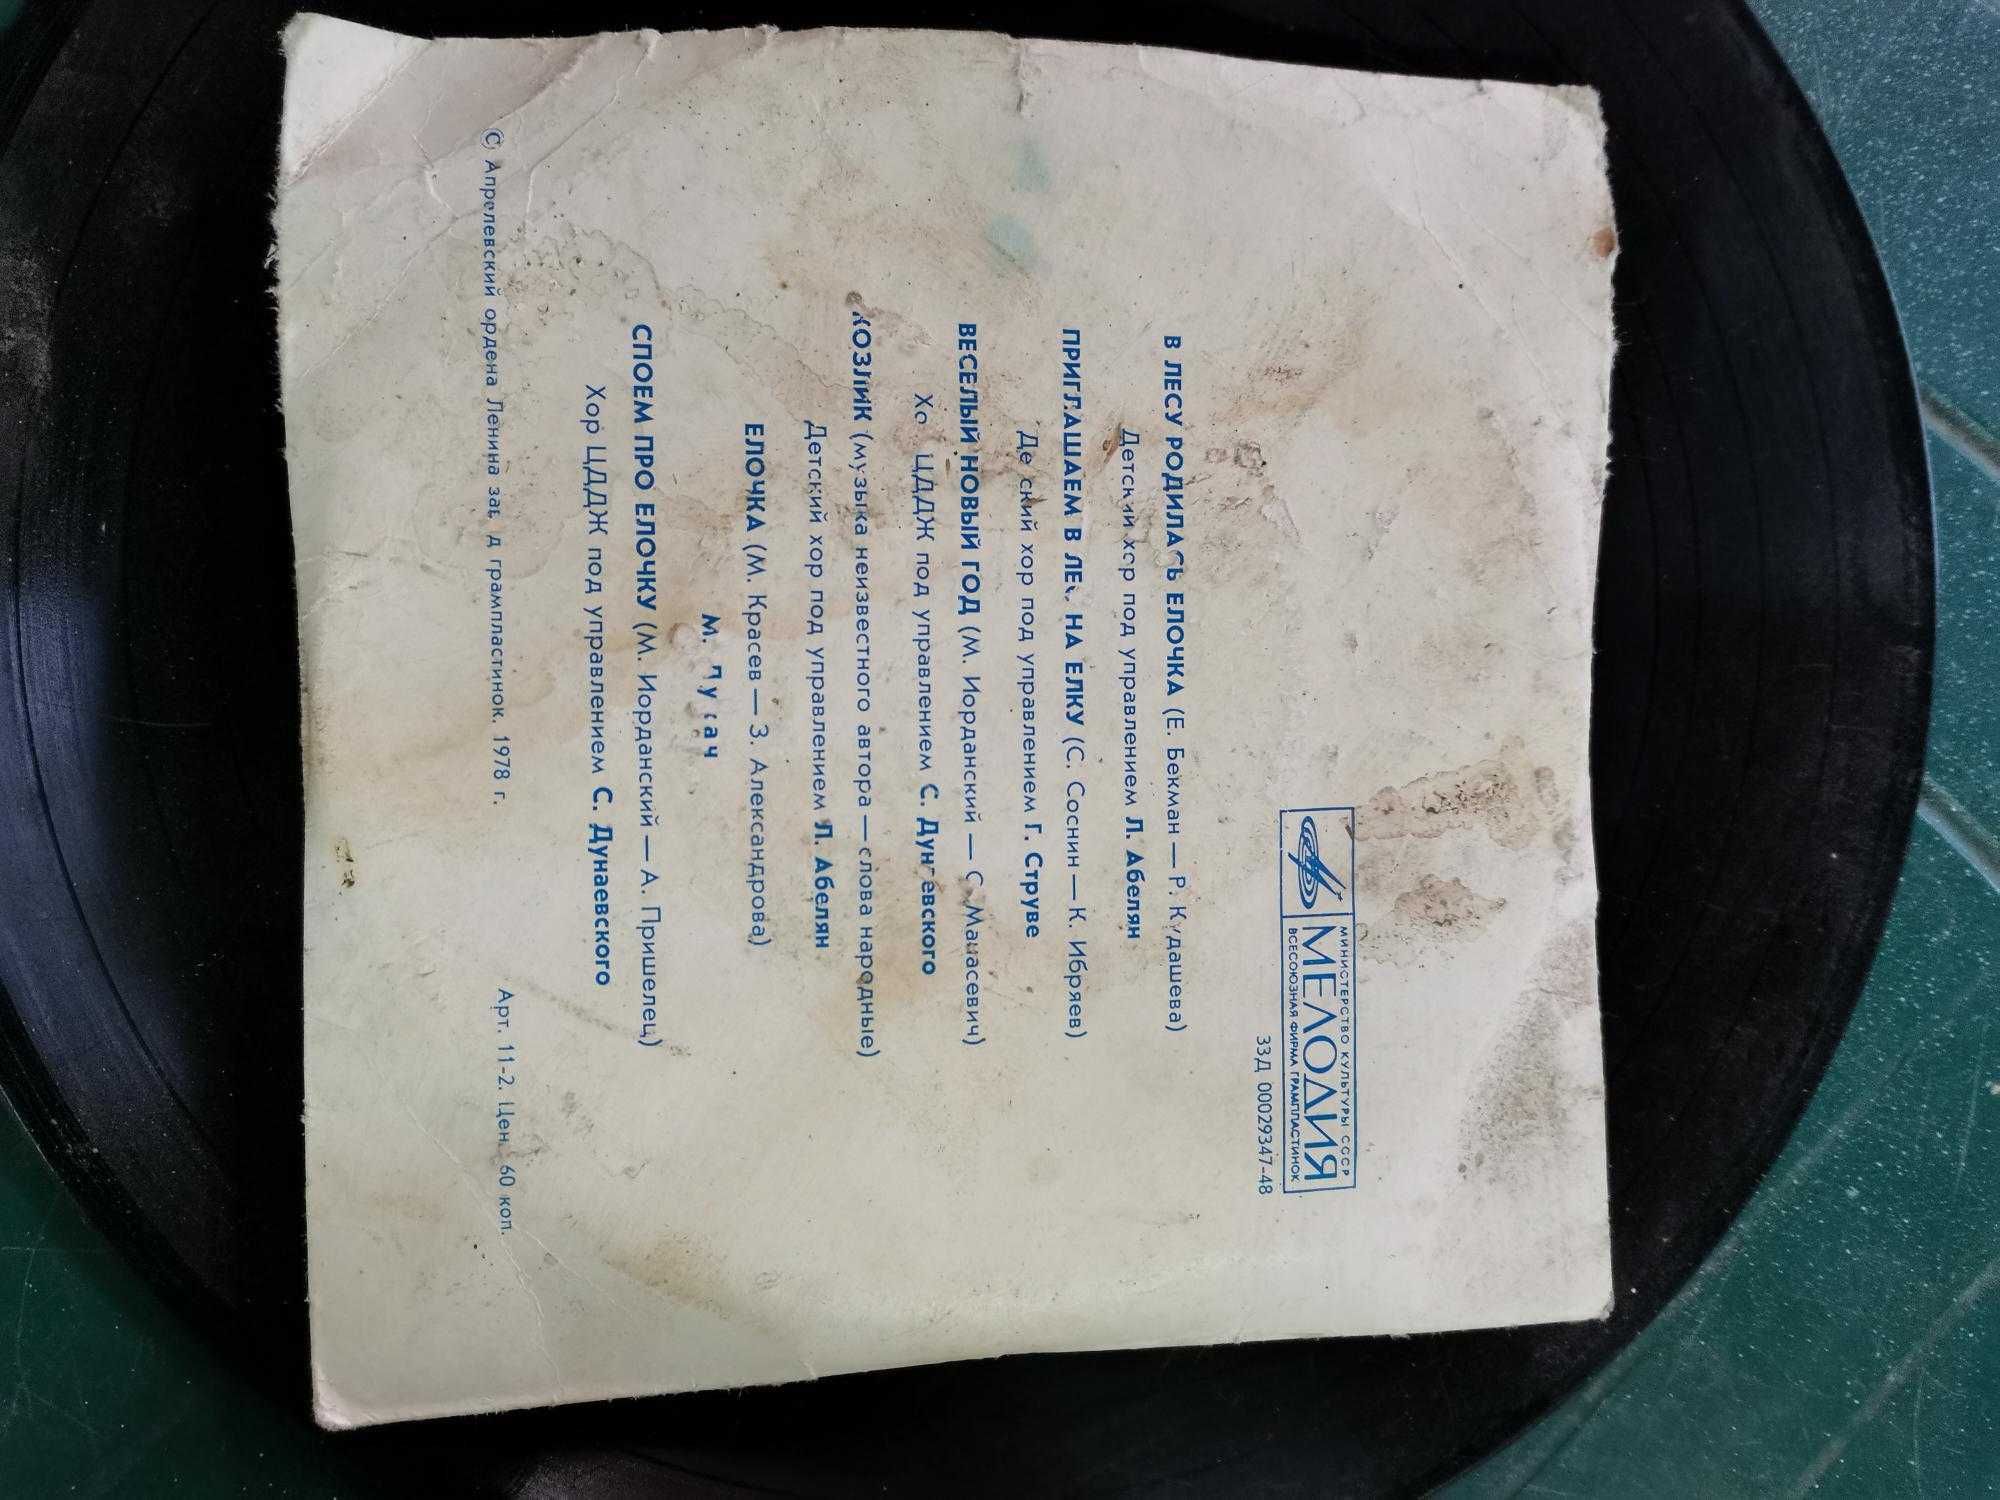 МИНИСТЕРСТВО КУЛЬТУРЫ СССР
МЕЛОДИЯ
ВСЕСОЮЗНАЯ ФИРМА ГРАМПЛАСТИНОК
33Д 00029347-48
В ЛЕСУ РОДИЛАСЬ ЕЛОЧКА (Е. Бекман — Р. Кудашева)
Детский хор под управлением Л. Абелян
ПРИГЛАШАЕМ В ЛЕС НА ЕЛКУ (С. Соснин — К. Ибряев)
Детский хор под управлением Г. Струве
ВЕСЕЛЫЙ НОВЫЙ ГОД (М. Иорданский — С. Манасевич)
Хор ЦДДЖ под управлением С. Дунаевского
КОЗЛИК (музыка неизвестного автора — слова народные)
Детский хор под управлением Л. Абелян
ЕЛОЧКА (М. Красев — З. Александрова)
М.
СПОЕМ ПРО ЕЛОЧКУ (М. Иорданский — А. Пришелец)
Хор ЦДДЖ под управлением С. Дунаевского
© Апрелевский ордена Ленина завод грампластинок. 1978 г. Арт. 11-2. Цена 60 коп.